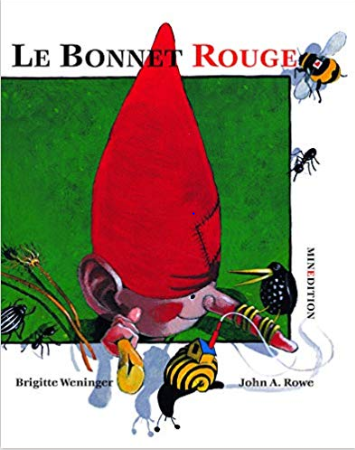 LE BONNET ROUGE
MINEDITION
Brigitte Weninger
John A. Rowe